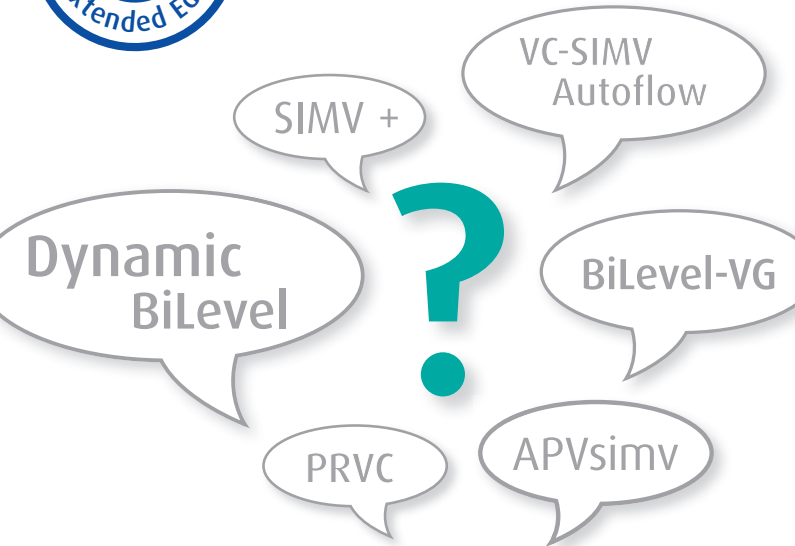 xtended
VC-SIMV
Autoflow
SIMV +
?
Dynamic
BiLevel
BiLevel-VG
PRVC
APVsimv